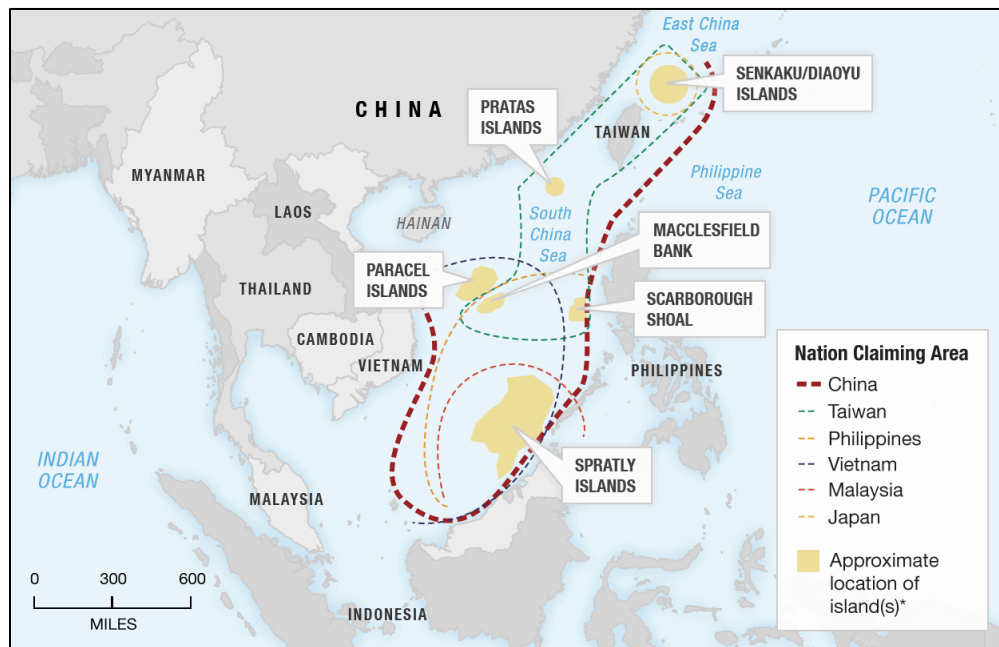 East China
Sea
SENKAKU/DIAOYU
ISLANDS
CHINA
PRATAS
ISLANDS
TAIWAN
MYANMAR
Philippine
Sea
PACIFIC
OCEAN
LAOS
HAINAN
South
China
Sea
MACCLESFIELD
BANK
PARACEL
ISLANDS
THAILAND
SCARBOROUGH
SHOAL
CAMBODIA
VIETNAM
PHILIPPINES
Nation Claiming Area
China
Taiwan
Philippines
Vietnam
Malaysia
Japan
Approximate
location of
island(s)*
INDIAN
OCEAN
SPRATLY
ISLANDS
MALAYSIA
0 300 600
MILES
INDONESIA